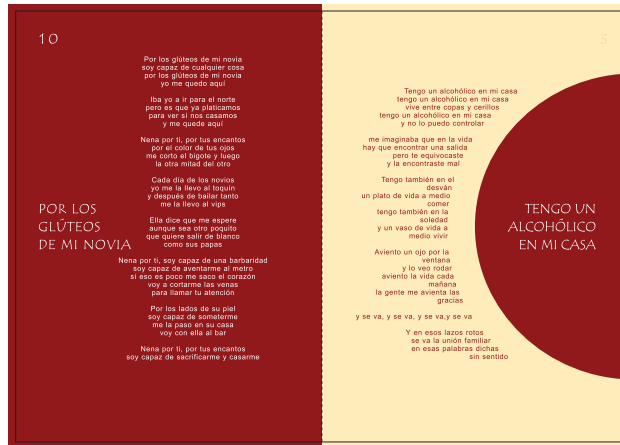 10
POR LOS
GLÚTEOS
DE MI NOVIA
Por los glúteos de mi novia
soy capaz de cualquier cosa
por los glúteos de mi novia
yo me quedo aquí
Iba yo a ir para el norte
pero es que ya platicamos
para ver si nos casamos
y me quede aquí
Nena por ti, por tus encantos
por el color de tus ojos
me corto el bigote y luego
la otra mitad del otro
Cada día de los novios
yo me la llevo al toquín
y después de bailar tanto
me la llevo al vips
Ella dice que me espere
aunque sea otro poquito
que quiere salir de blanco
como sus papas
Nena por ti, soy capaz de una barbaridad
soy capaz de aventarme al metro
si eso es poco me saco el corazón
voy a cortarme las venas
para llamar tu atención
Por los lados de su piel
soy capaz de someterme
me la paso en su casa
voy con ella al bar
Nena por ti, por tus encantos
soy capaz de sacrificarme y casarme
5
Tengo un alcohólico en mi casa
tengo un alcohólico en mi casa
vive entre copas y cerillos
tengo un alcohólico en mi casa
y no lo puedo controlar
me imaginaba que en la vida
hay que encontrar una salida
pero te equivocaste
y la encontraste mal
Tengo también en el
desván
un plato de vida a medio
comer
tengo también en la
soledad
y un vaso de vida a
medio vivir
Aviento un ojo por la
ventana
y lo veo rodar
aviento la vida cada
mañana
la gente me avienta las
gracias
y se va, y se va, y se va,y se va
Y en esos lazos rotos
se va la unión familiar
en esas palabras dichas
sin sentido
TENGO UN
ALCOHÓLICO
EN MI CASA